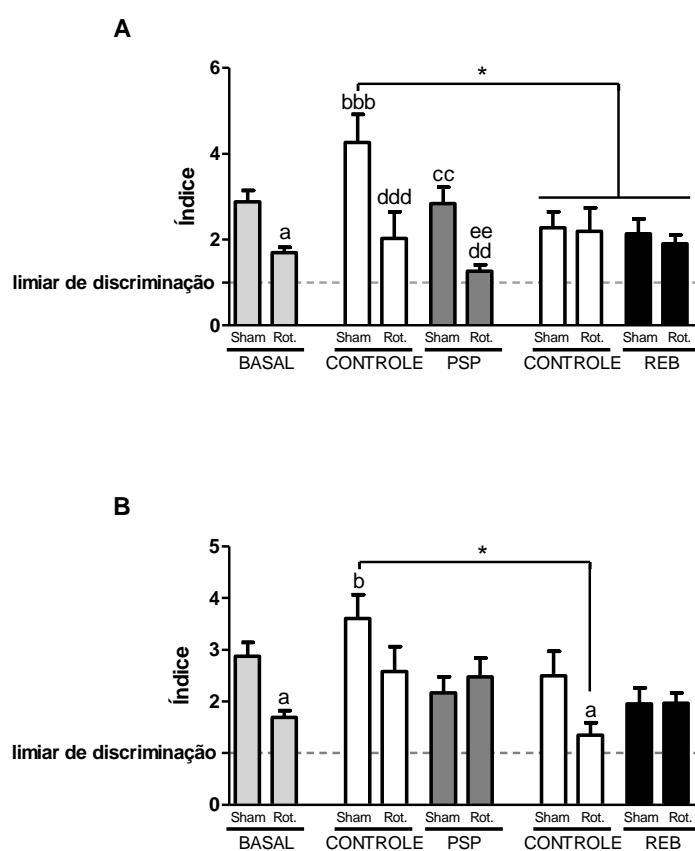 A
6
4
2
0
Índice
limiar de discriminação
*
bbb
a
ddd
cc
ee
dd
Sham Rot. Sham Rot. Sham Rot. Sham Rot. Sham Rot.
BASAL CONTROLE PSP CONTROLE REB
B
5
4
3
2
0
Índice
limiar de discriminação
*
a
b
a
Sham Rot. Sham Rot. Sham Rot. Sham Rot. Sham Rot.
BASAL CONTROLE PSP CONTROLE REB